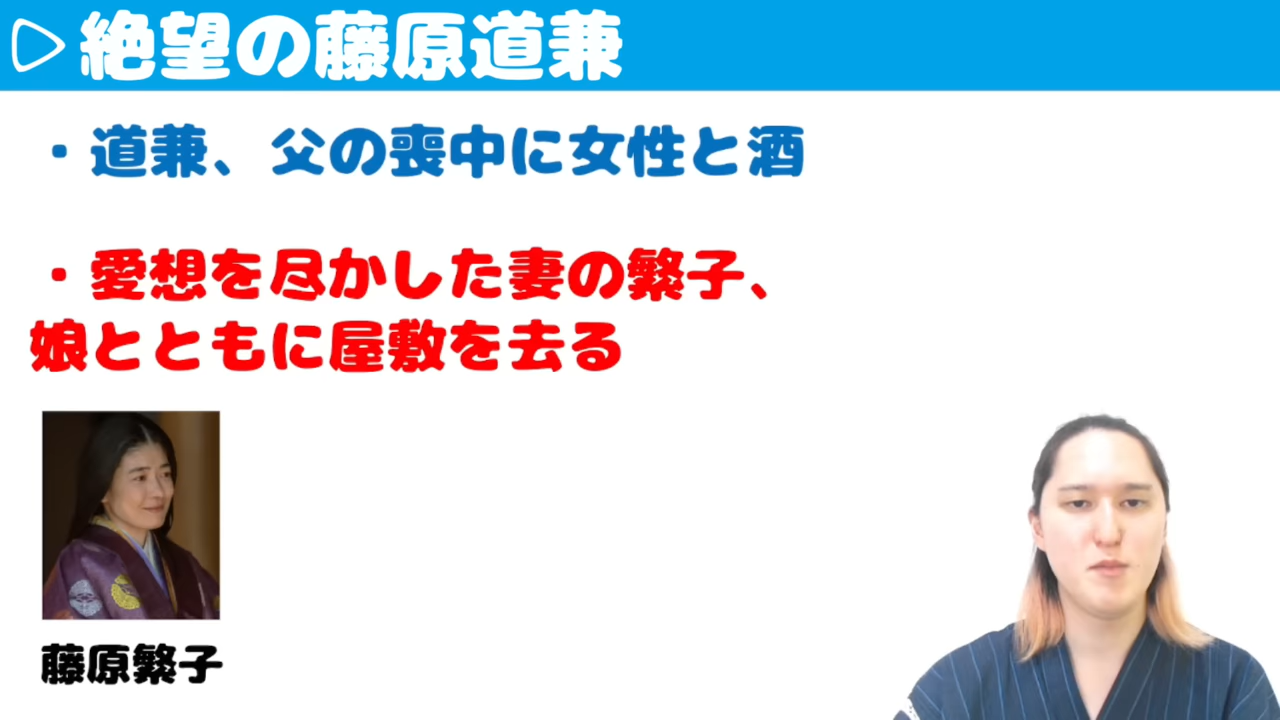 絶望の藤原道兼
・道兼、父の喪中に女性と酒
・愛想を尽かした妻の繁子、
娘とともに屋敷を去る
藤原繁子